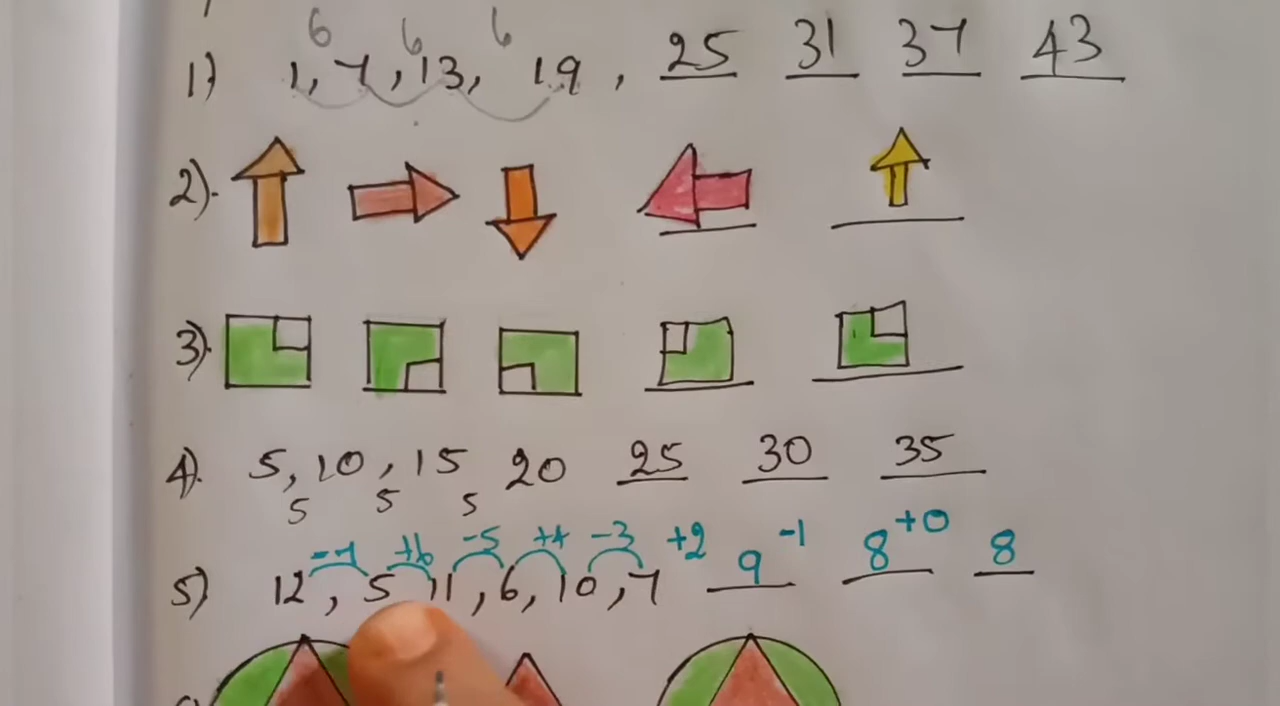 6 6 6
1) 1, 7, 13, 19, 25 31 37 43
2).
3).
4). 5, 10, 15 20 25 30 35
5 5 5
-7 +6 -5 +4 -3 +2 -1 +0
5) 12, 5 11, 6, 10, 7 9 8 8